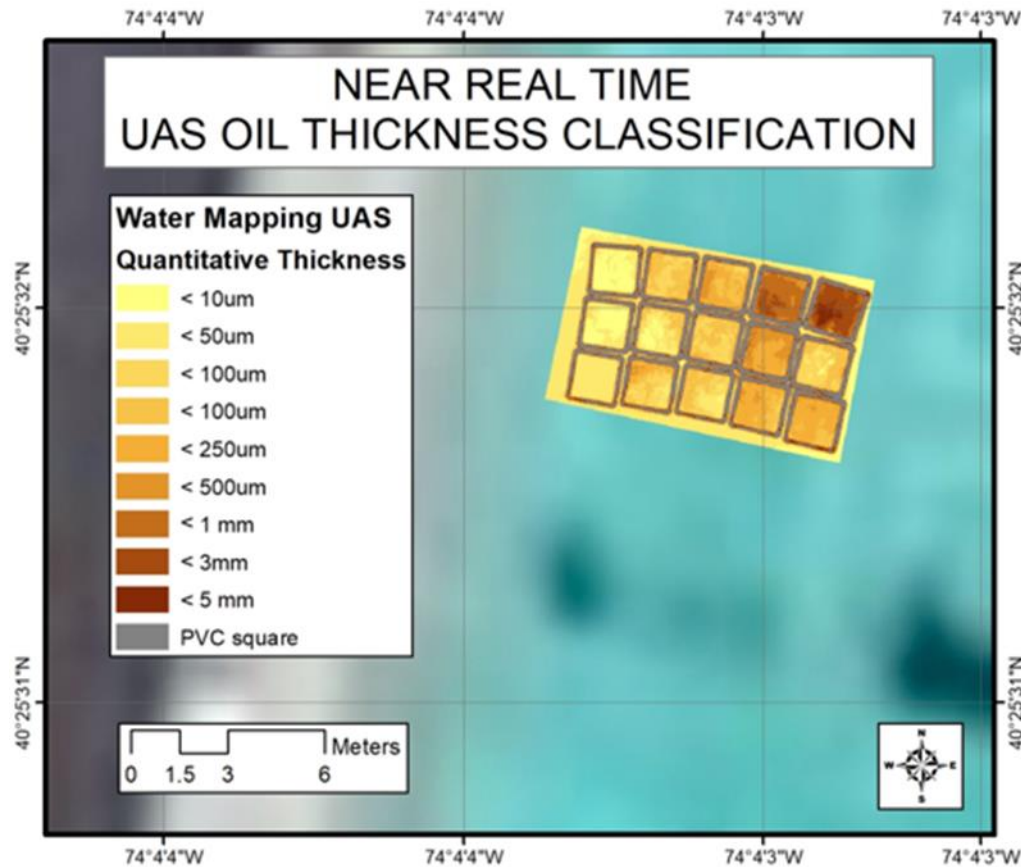 74°4'4"W 74°4'4"W 74°4'3"W 74°4'3"W
NEAR REAL TIME
UAS OIL THICKNESS CLASSIFICATION
Water Mapping UAS
Quantitative Thickness
< 10um
< 50um
< 100um
< 100um
< 250um
< 500um
< 1 mm
< 3mm
< 5 mm
PVC square
40°25'32"N
40°25'32"N
40°25'31"N
40°25'31"N
Meters
0 1.5 3 6
N
W E
S
74°4'4"W 74°4'4"W 74°4'3"W 74°4'3"W